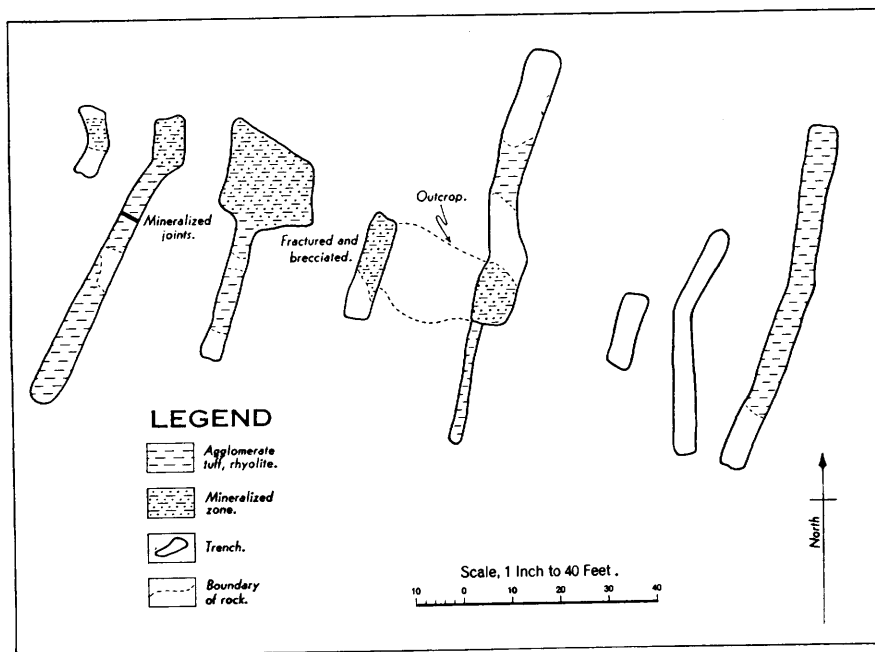 Outcrop.
Mineralized
joints.
Fractured and
brecciated.
LEGEND
Agglomerate
tuff, rhyolite.
Mineralized
zone.
Trench.
Boundary
of rock.
North
Scale, 1 Inch to 40 Feet.
10 0 10 20 30 40